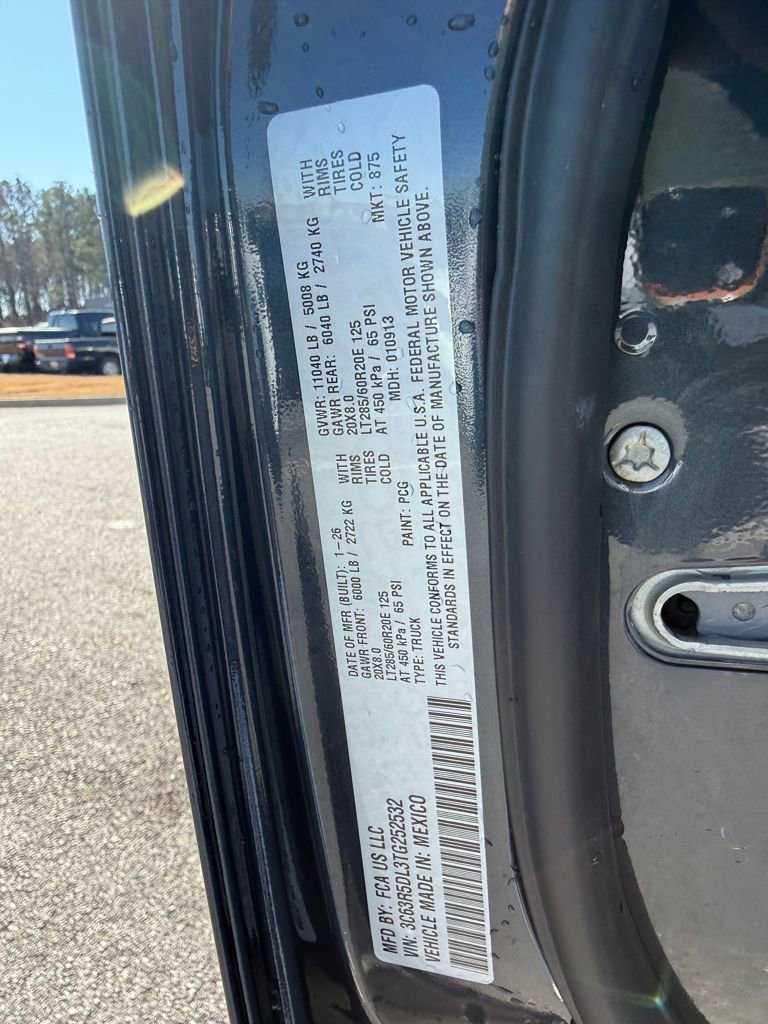 MFD BY: FCA US LLC
DATE OF MFR (BUILT): 1-26
GVWR: 11040 LB / 5008 KG
GAWR FRONT: 6000 LB / 2722 KG
WITH
GAWR REAR: 6040 LB / 2740 KG
WITH
20X8.0
RIMS
20X8.0
RIMS
LT285/60R20E 125
TIRES
LT285/60R20E 125
TIRES
AT 450 kPa / 65 PSI
COLD
AT 450 kPa / 65 PSI
COLD
VIN: 3C63R5DL3TG252532
TYPE: TRUCK
PAINT: PCG
MDH: 010913
MKT: 875
VEHICLE MADE IN: MEXICO
THIS VEHICLE CONFORMS TO ALL APPLICABLE U.S.A. FEDERAL MOTOR VEHICLE SAFETY
STANDARDS IN EFFECT ON THE DATE OF MANUFACTURE SHOWN ABOVE.